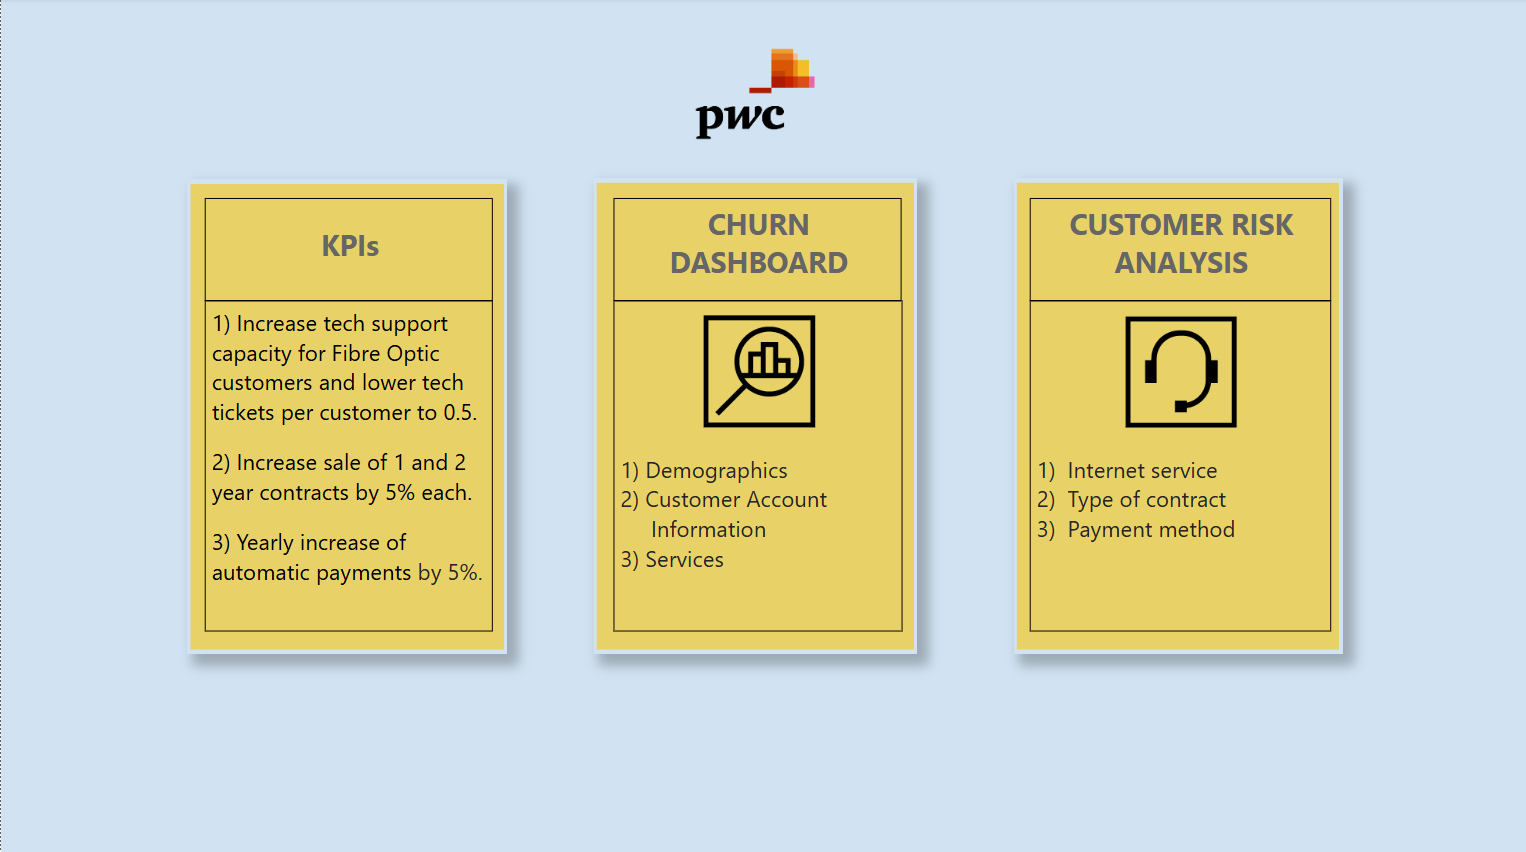 pwc
KPIs
1) Increase tech support
capacity for Fibre Optic
customers and lower tech
tickets per customer to 0.5.
2) Increase sale of 1 and 2
year contracts by 5% each.
3) Yearly increase of
automatic payments by 5%.
CHURN
DASHBOARD
1) Demographics
2) Customer Account
Information
3) Services
CUSTOMER RISK
ANALYSIS
1) Internet service
2) Type of contract
3) Payment method